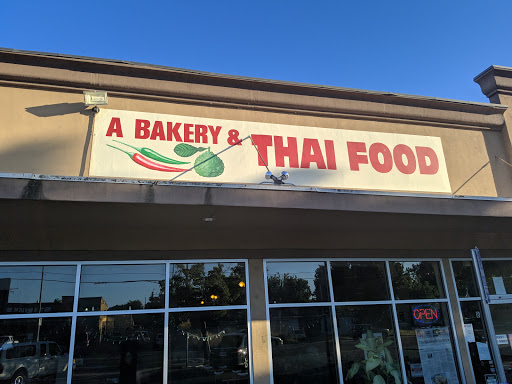 A BAKERY &
THAI FOOD
OPEN